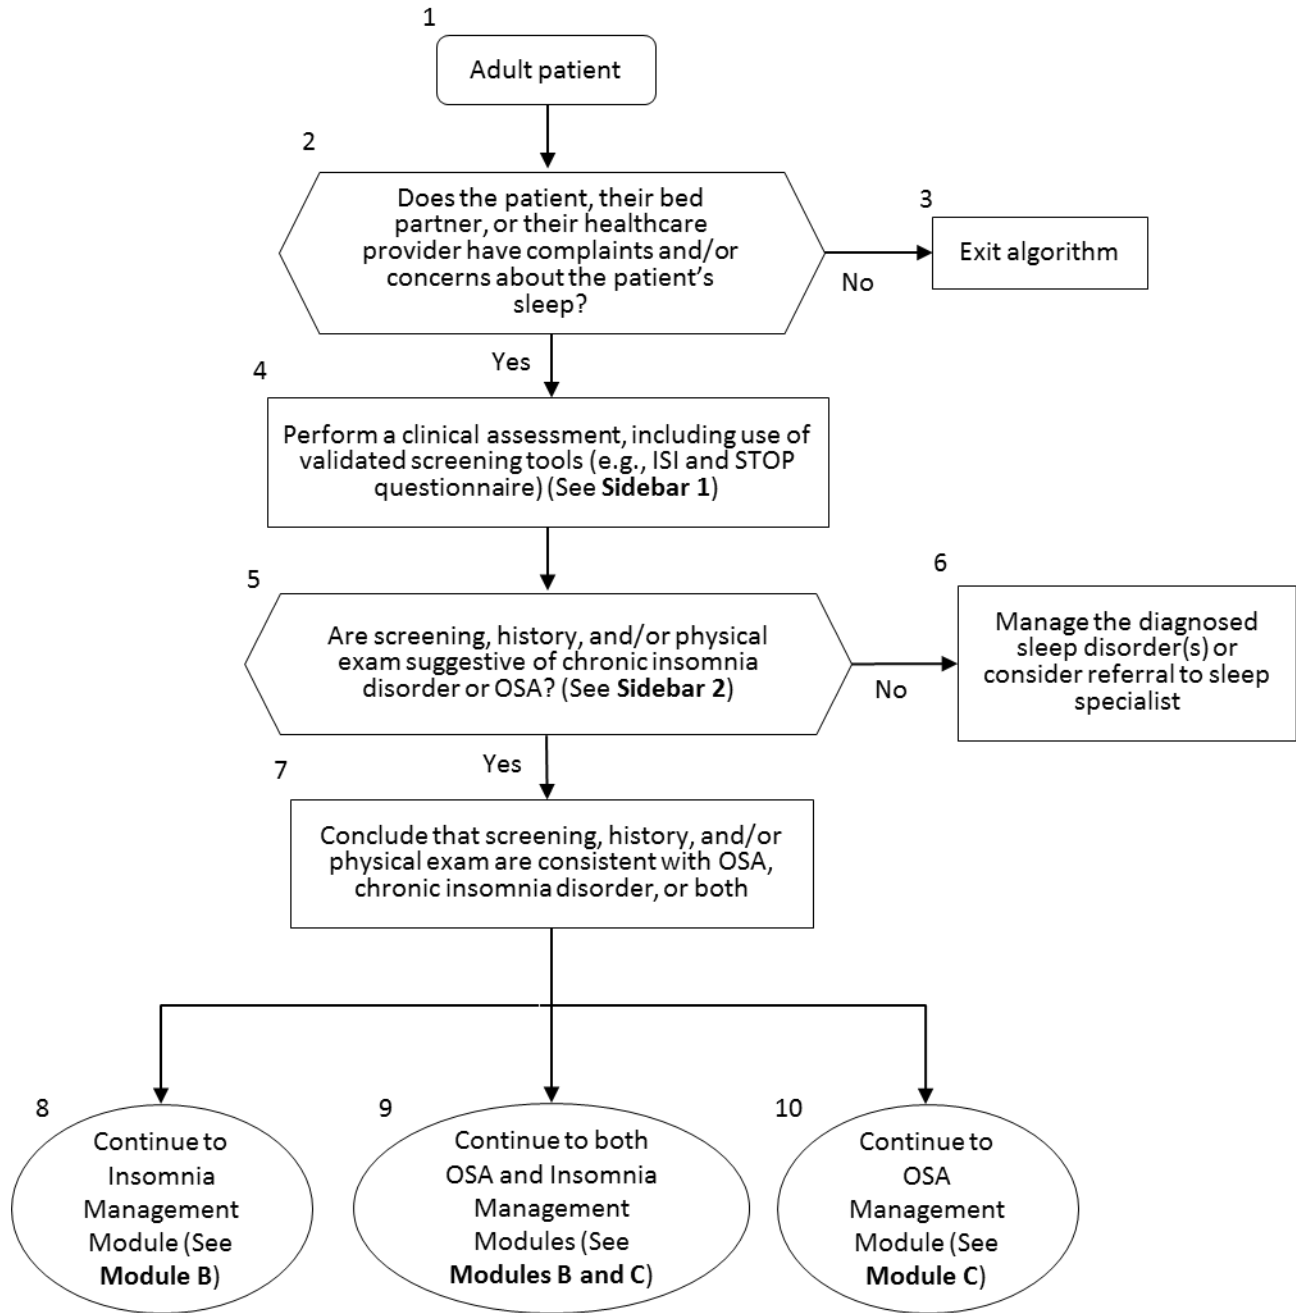 1
Adult patient
2
Does the patient, their bed
partner, or their healthcare
provider have complaints and/or
concerns about the patient's
sleep?
No
3
Exit algorithm
Yes
4
Perform a clinical assessment, including use of
validated screening tools (e.g., ISI and STOP
questionnaire) (See Sidebar 1)
5
Are screening, history, and/or physical
exam suggestive of chronic insomnia
disorder or OSA? (See Sidebar 2)
No
6
Manage the diagnosed
sleep disorder(s) or
consider referral to sleep
specialist
Yes
7
Conclude that screening, history, and/or
physical exam are consistent with OSA,
chronic insomnia disorder, or both
8
Continue to
Insomnia
Management
Module (See
Module B)
9
Continue to both
OSA and Insomnia
Management
Modules (See
Modules B and C)
10
Continue to
OSA
Management
Module (See
Module C)